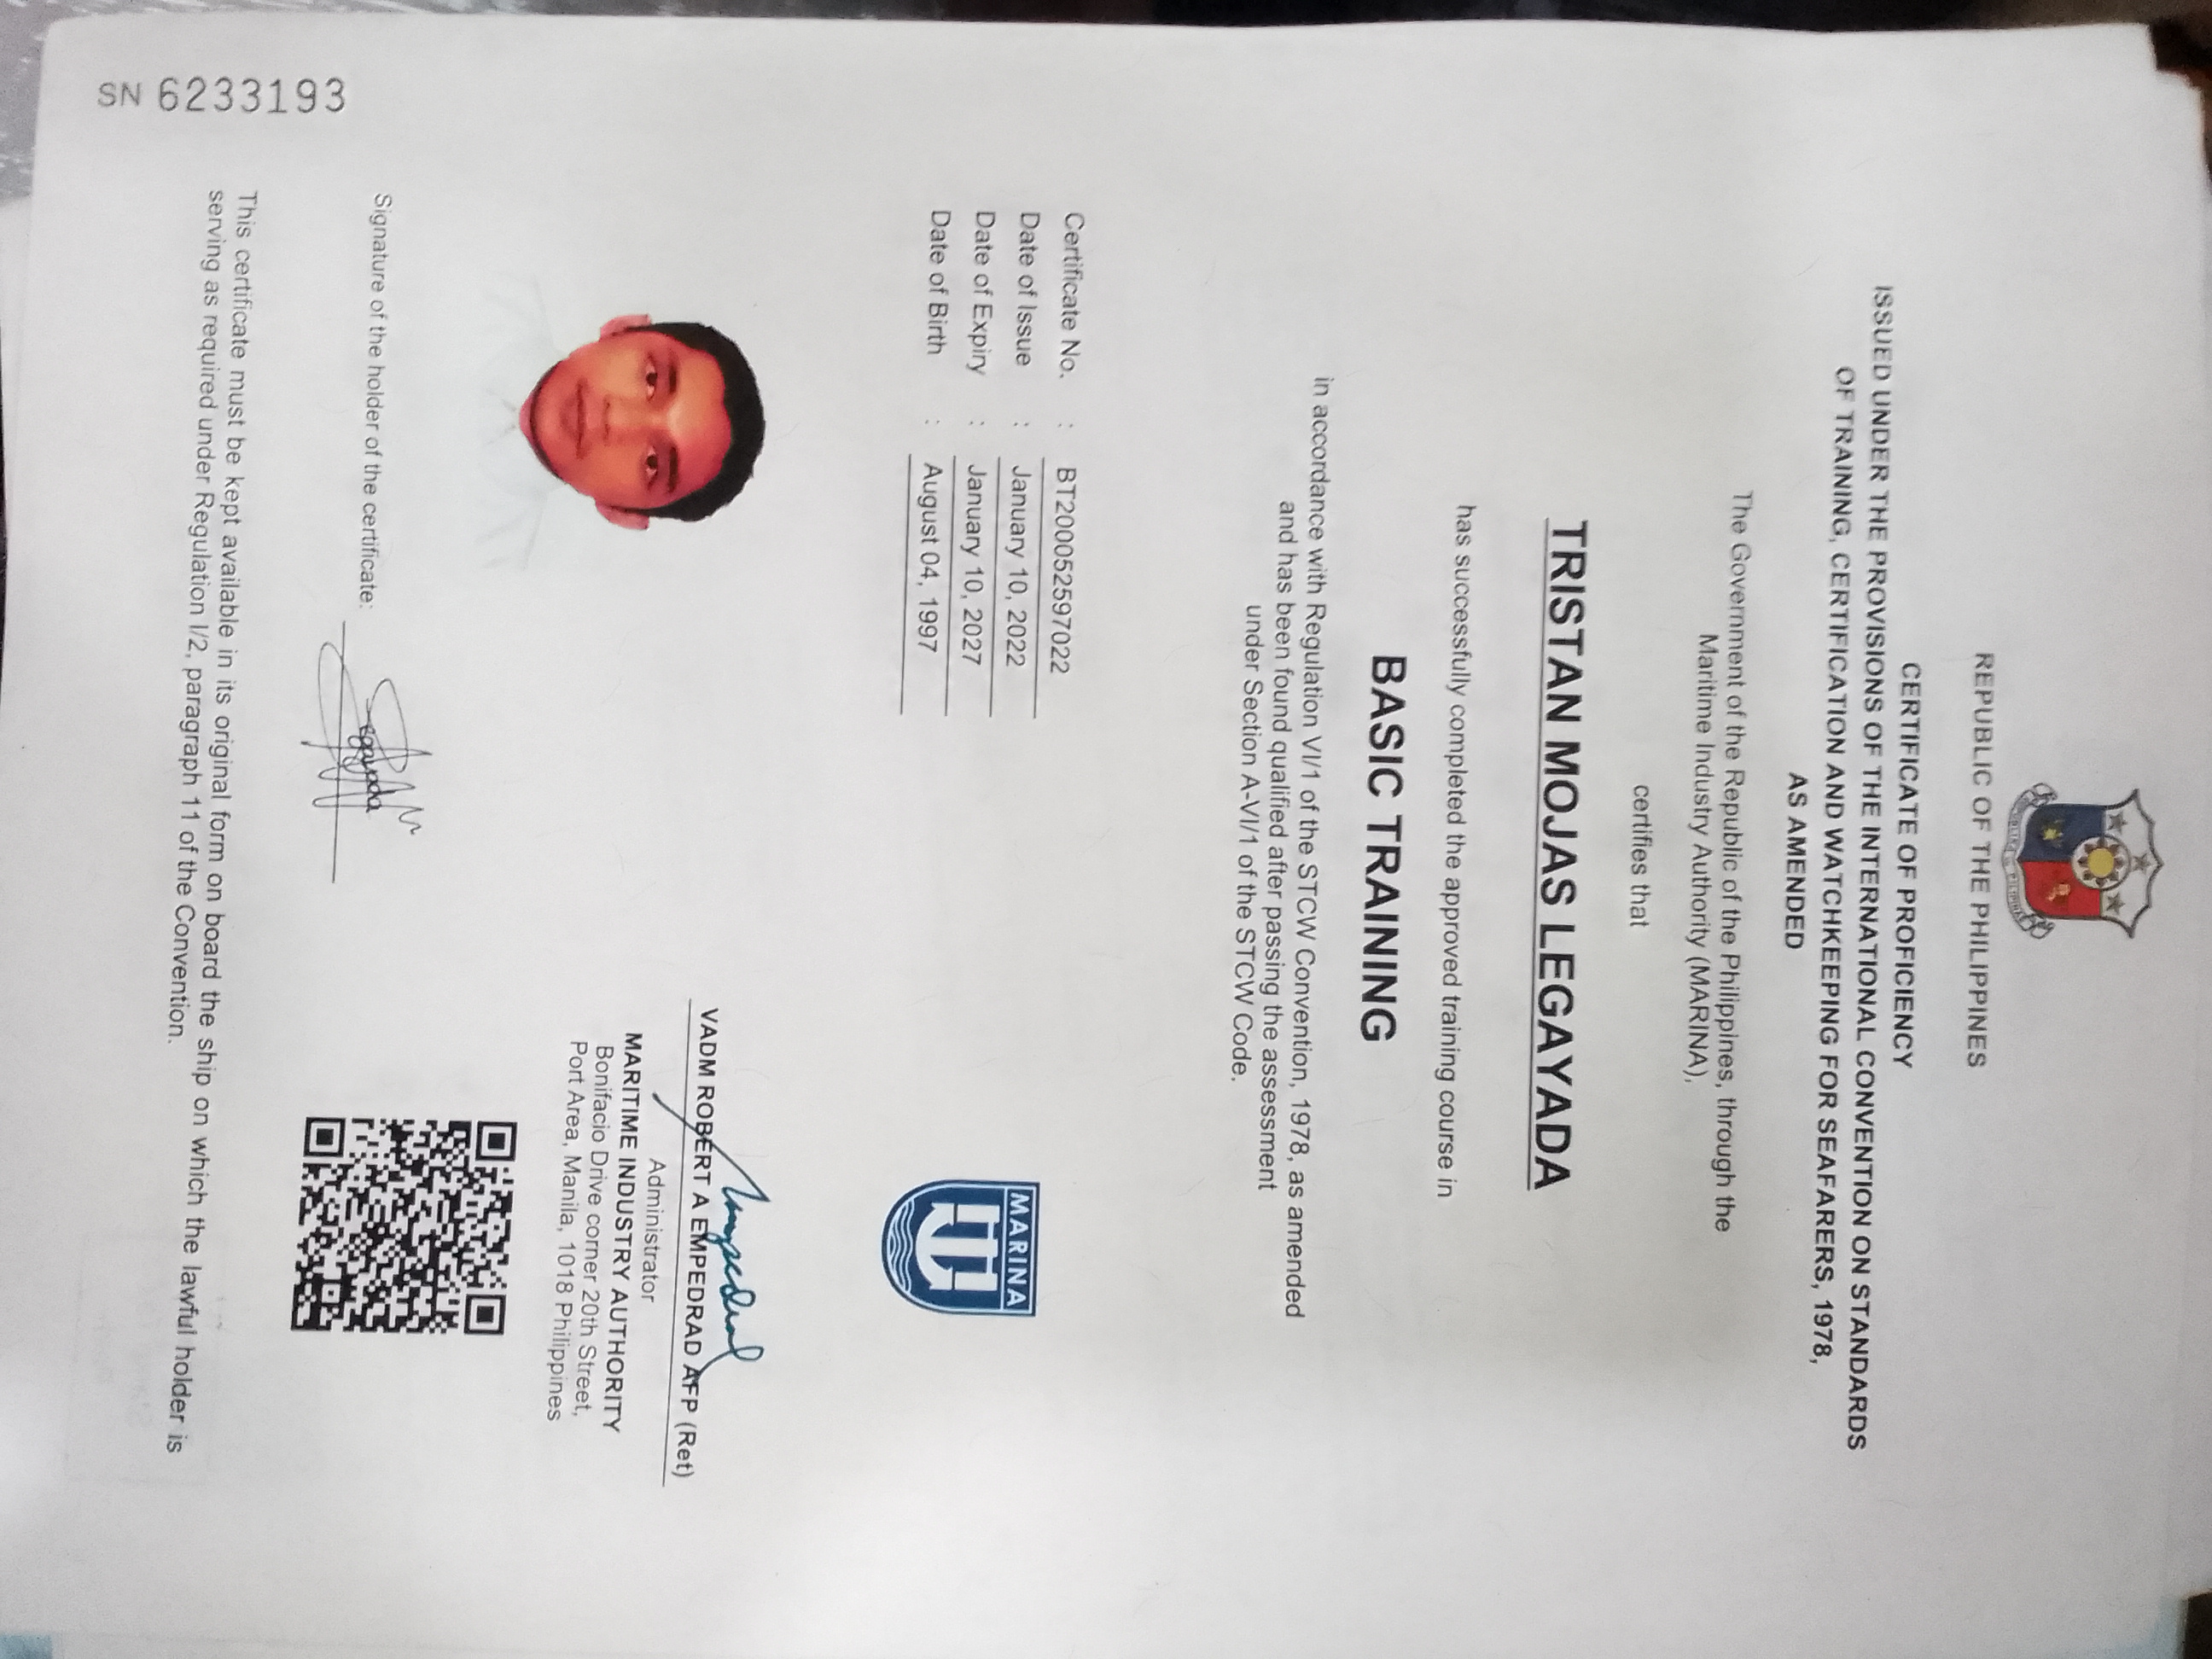 REPUBLIC OF THE PHILIPPINES
CERTIFICATE OF PROFICIENCY
ISSUED UNDER THE PROVISIONS OF THE INTERNATIONAL CONVENTION ON STANDARDS
OF TRAINING, CERTIFICATION AND WATCHKEEPING FOR SEAFARERS, 1978,
AS AMENDED
The Government of the Republic of the Philippines, through the
Maritime Industry Authority (MARINA),
certifies that
TRISTAN MOJAS LEGAYADA
has successfully completed the approved training course in
BASIC TRAINING
in accordance with Regulation VI/1 of the STCW Convention, 1978, as amended
and has been found qualified after passing the assessment
under Section A-VI/1 of the STCW Code.
Certificate No. : BT200052597022
Date of Issue : January 10, 2022
Date of Expiry : January 10, 2027
Date of Birth : August 04, 1997
MARINA
VADM ROBERT A EMPEDRAD AFP (Ret)
Administrator
MARITIME INDUSTRY AUTHORITY
Bonifacio Drive corner 20th Street,
Port Area, Manila, 1018 Philippines
Signature of the holder of the certificate:
This certificate must be kept available in its original form on board the ship on which the lawful holder is
serving as required under Regulation I/2, paragraph 11 of the Convention.
SN 6233193